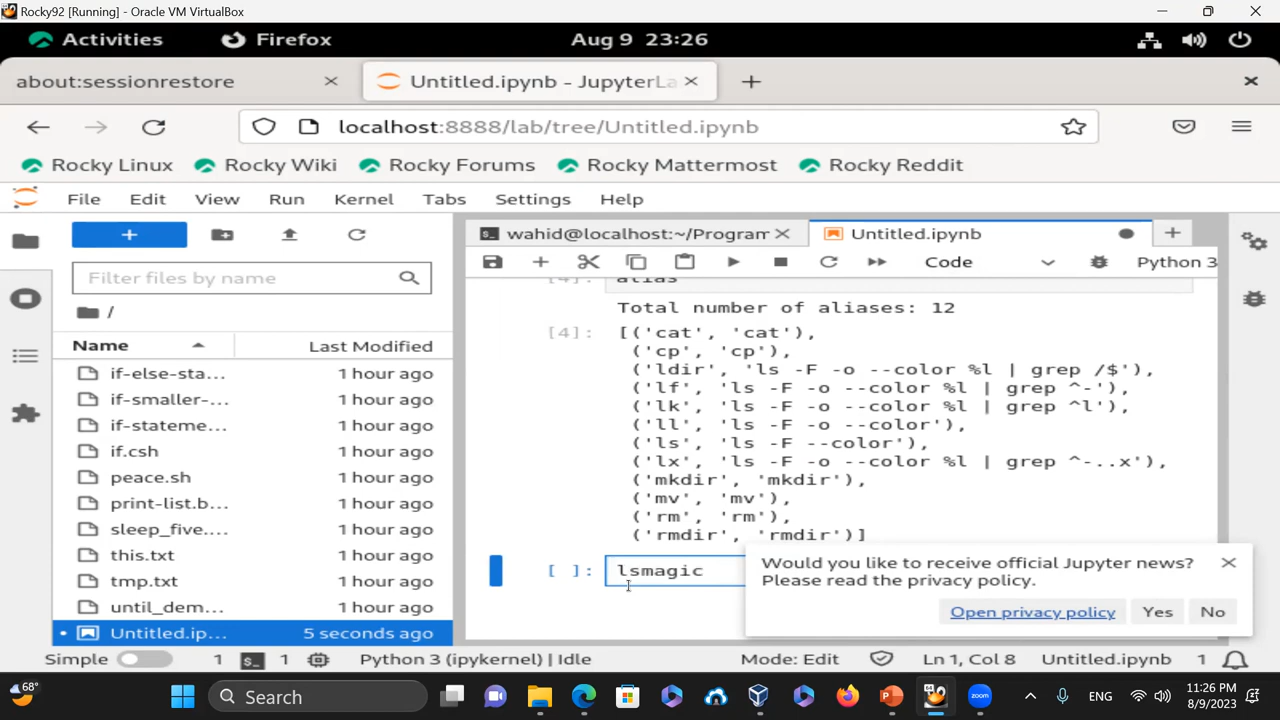 Rocky92 [Running] - Oracle VM VirtualBox
Activities Firefox Aug 9 23:26
about:sessionrestore Untitled.ipynb - JupyterLa
localhost:8888/lab/tree/Untitled.ipynb
Rocky Linux Rocky Wiki Rocky Forums Rocky Mattermost Rocky Reddit
File Edit View Run Kernel Tabs Settings Help
wahid@localhost:~/Program Untitled.ipynb
Code Python 3
Filter files by name
/
Name Last Modified
if-else-sta... 1 hour ago
if-smaller-... 1 hour ago
if-stateme... 1 hour ago
if.csh 1 hour ago
peace.sh 1 hour ago
print-list.b... 1 hour ago
sleep_five.... 1 hour ago
this.txt 1 hour ago
tmp.txt 1 hour ago
until_dem... 1 hour ago
Untitled.ip... 5 seconds ago
[4]: alias
Total number of aliases: 12
[4]: [('cat', 'cat'),
('cp', 'cp'),
('ldir', 'ls -F -o --color %l | grep /$'),
('lf', 'ls -F -o --color %l | grep ^-'),
('lk', 'ls -F -o --color %l | grep ^l'),
('ll', 'ls -F -o --color'),
('ls', 'ls -F --color'),
('lx', 'ls -F -o --color %l | grep ^-..x'),
('mkdir', 'mkdir'),
('mv', 'mv'),
('rm', 'rm'),
('rmdir', 'rmdir')]
[ ]: lsmagic
Would you like to receive official Jupyter news?
Please read the privacy policy.
Open privacy policy Yes No
Simple 1 1 Python 3 (ipykernel) | Idle Mode: Edit Ln 1, Col 8 Untitled.ipynb 1
68° Search ENG 11:26 PM
8/9/2023